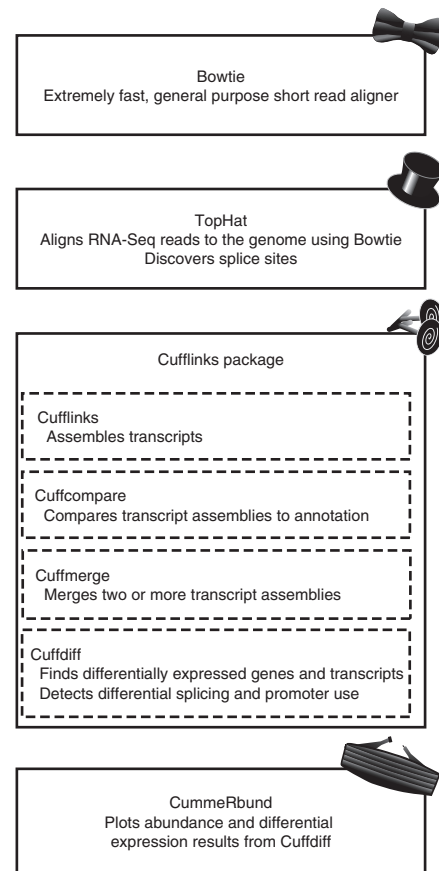 Bowtie
Extremely fast, general purpose short read aligner
TopHat
Aligns RNA-Seq reads to the genome using Bowtie
Discovers splice sites
Cufflinks package
Cufflinks
Assembles transcripts
Cuffcompare
Compares transcript assemblies to annotation
Cuffmerge
Merges two or more transcript assemblies
Cuffdiff
Finds differentially expressed genes and transcripts
Detects differential splicing and promoter use
CummeRbund
Plots abundance and differential
expression results from Cuffdiff